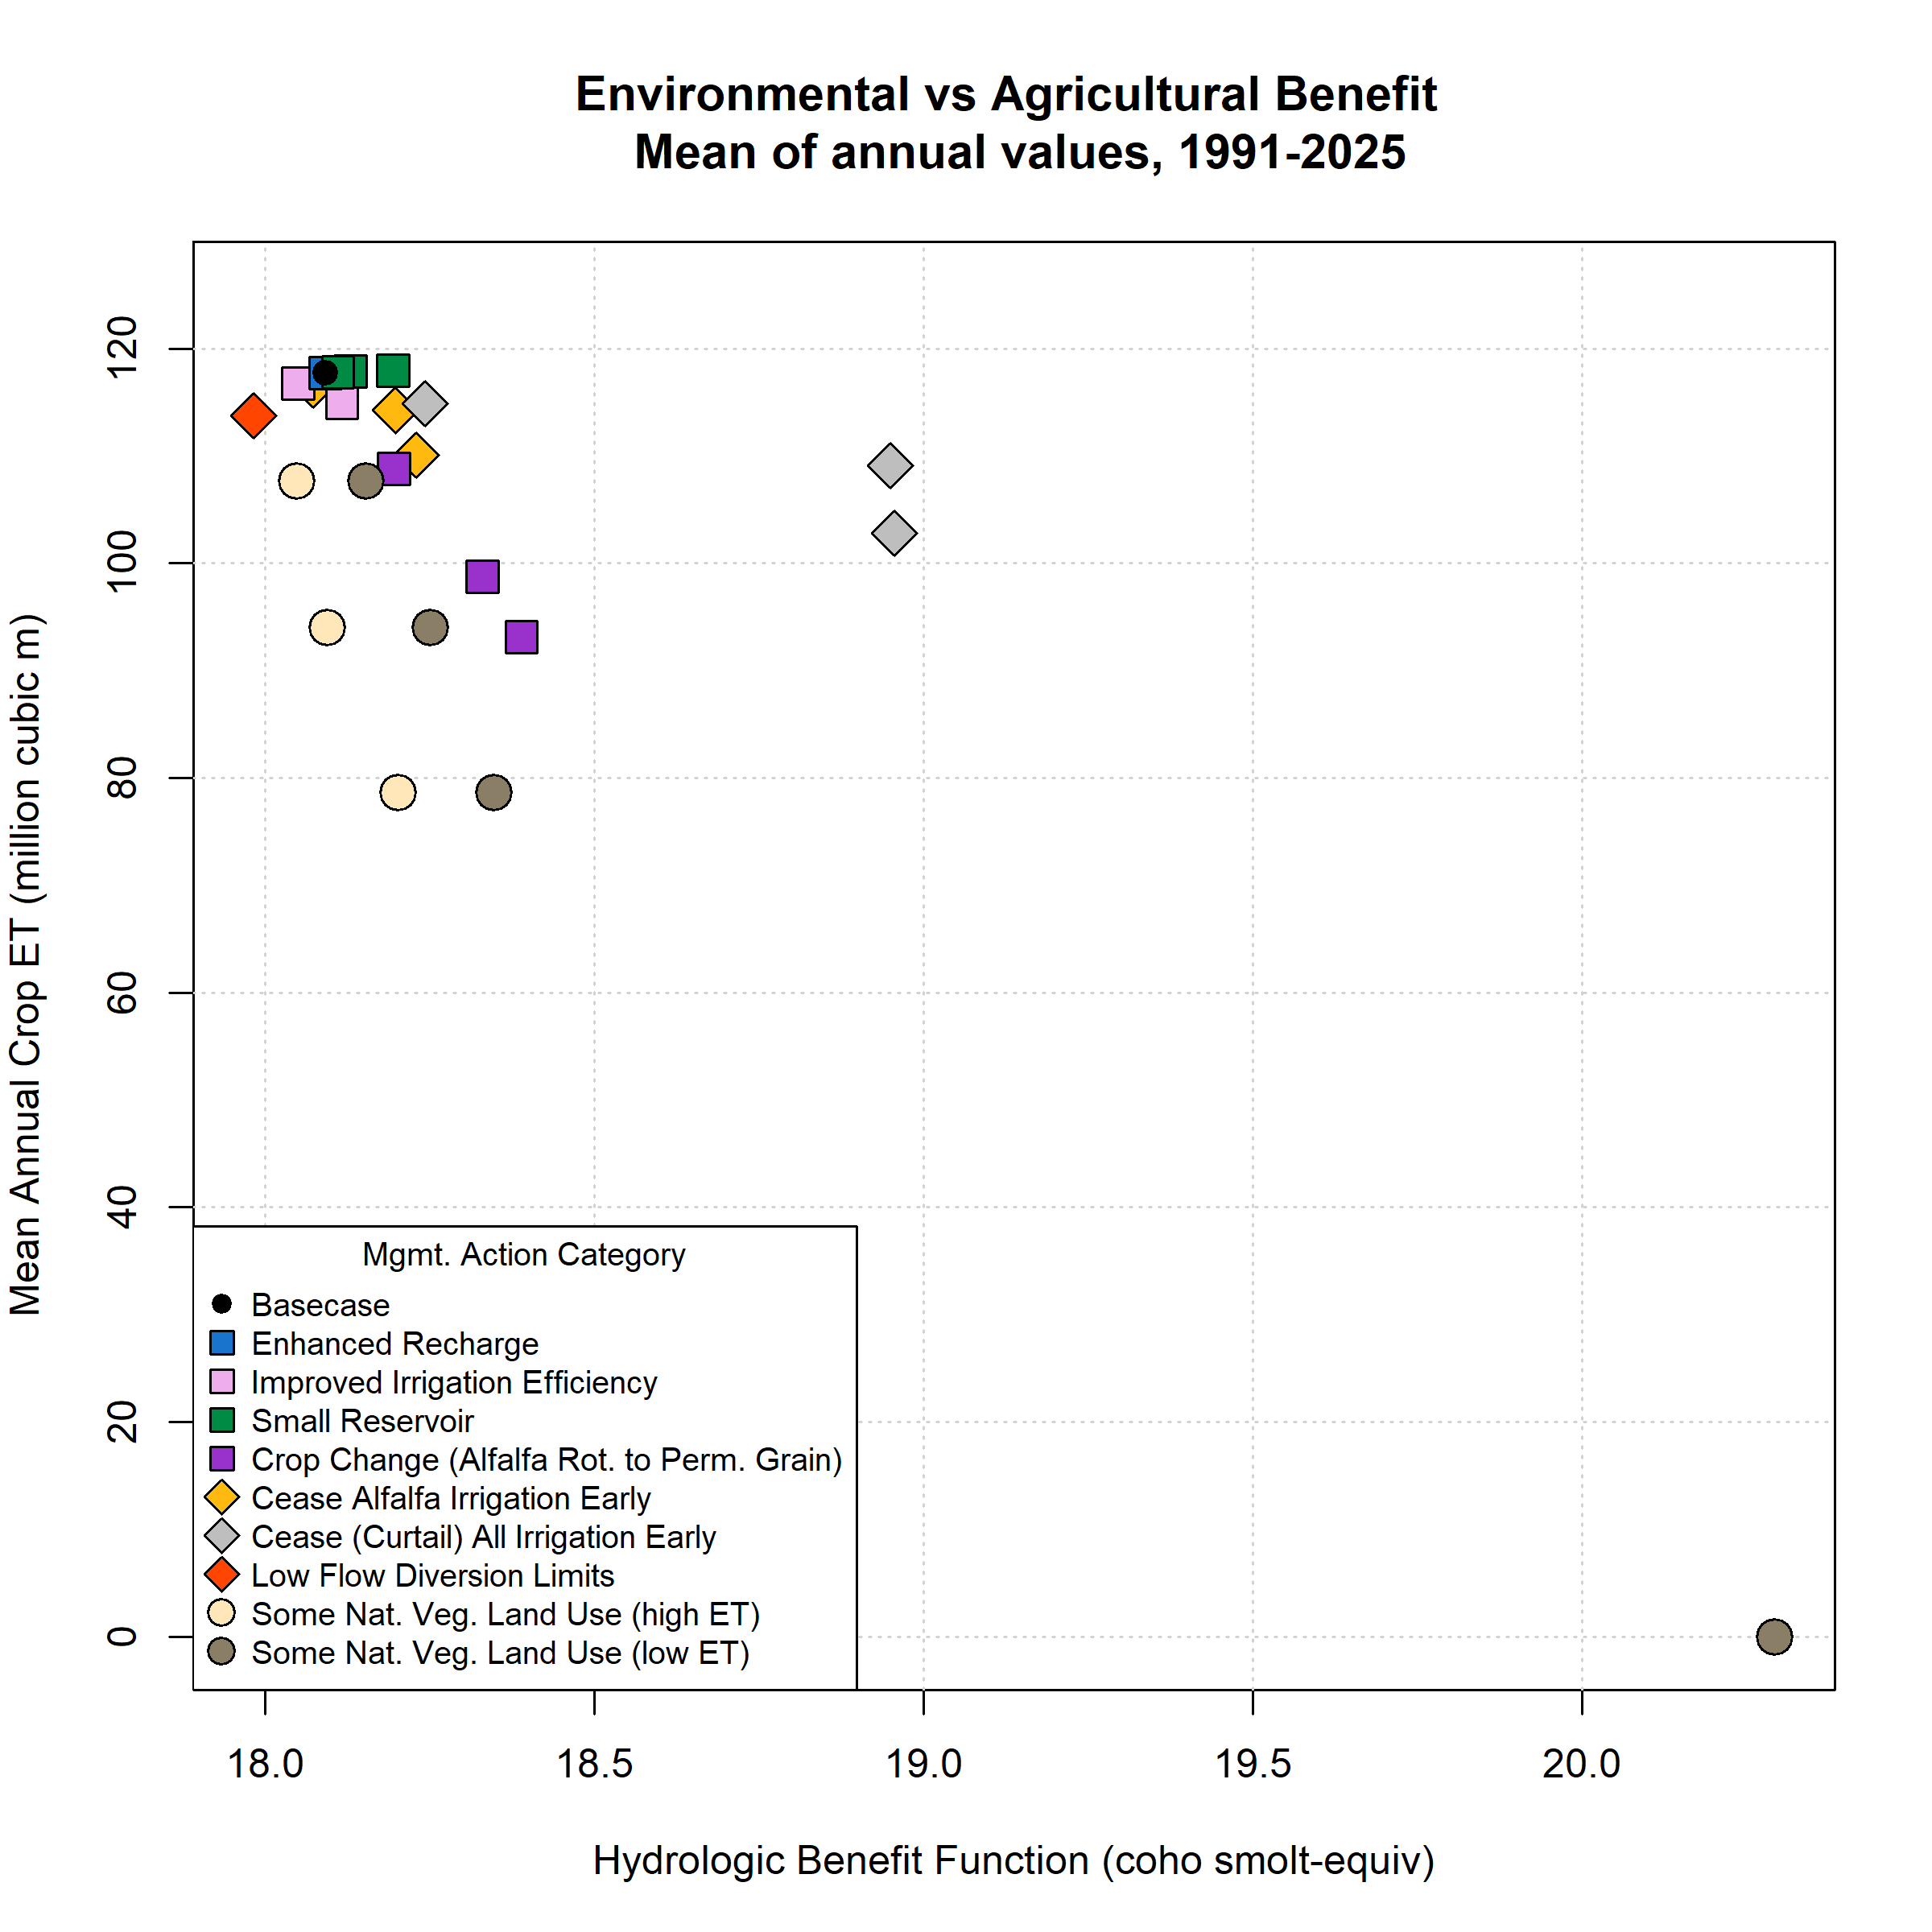 Environmental vs Agricultural Benefit
Mean of annual values, 1991-2025
Mean Annual Crop ET (million cubic m)
120
100
80
60
40
20
0
Mgmt. Action Category
Basecase
Enhanced Recharge
Improved Irrigation Efficiency
Small Reservoir
Crop Change (Alfalfa Rot. to Perm. Grain)
Cease Alfalfa Irrigation Early
Cease (Curtail) All Irrigation Early
Low Flow Diversion Limits
Some Nat. Veg. Land Use (high ET)
Some Nat. Veg. Land Use (low ET)
18.0 18.5 19.0 19.5 20.0
Hydrologic Benefit Function (coho smolt-equiv)